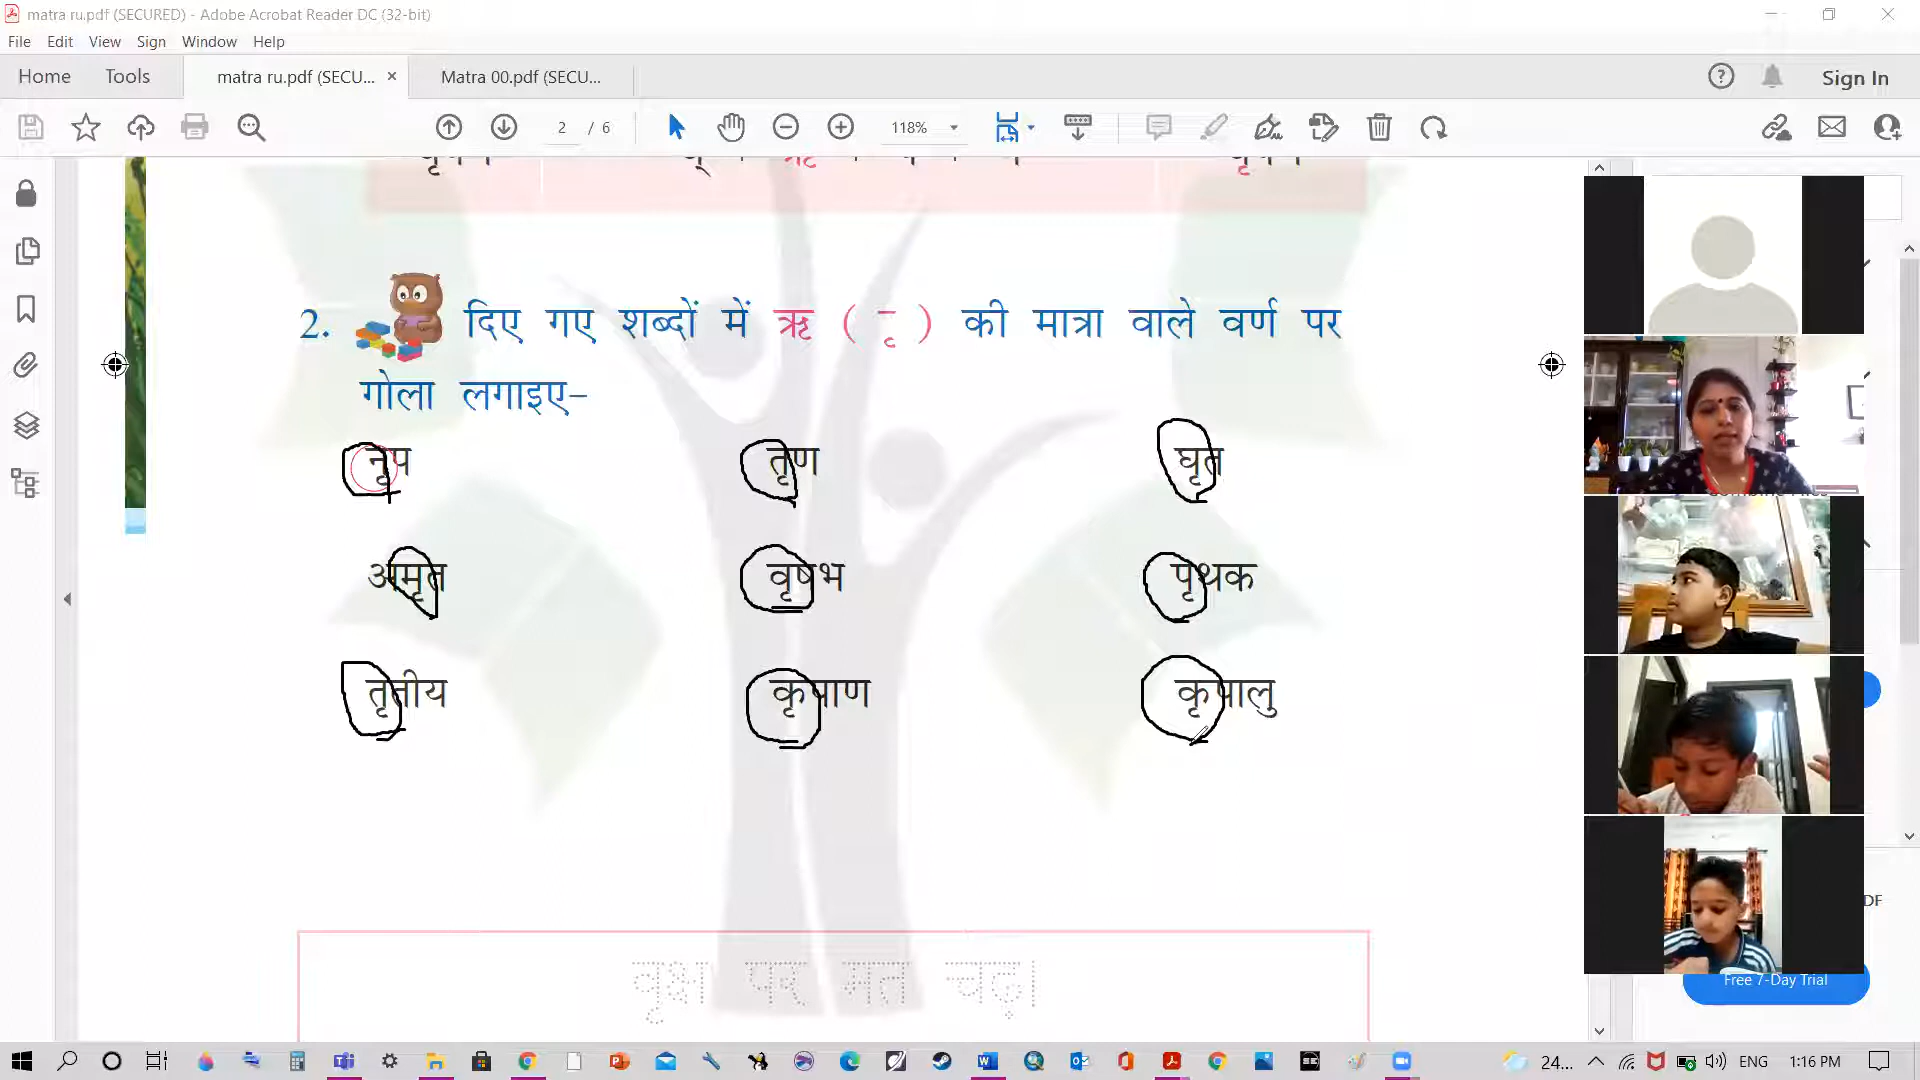 matra ru.pdf (SECURED) - Adobe Acrobat Reader DC (32-bit)
File Edit View Sign Window Help
Home Tools matra ru.pdf (SECU... × Matra 00.pdf (SECU... Sign In
2 / 6 118%
2. दिए गए शब्दों में ऋ ( ृ ) की मात्रा वाले वर्ण पर
गोला लगाइए–
नृप तृण घृत
अमृत वृषभ पृथक
तृतीय कृपाण कृपालु
DF
वृक्ष पर मत चढ़।
Free 7-Day Trial
24... ENG 1:16 PM